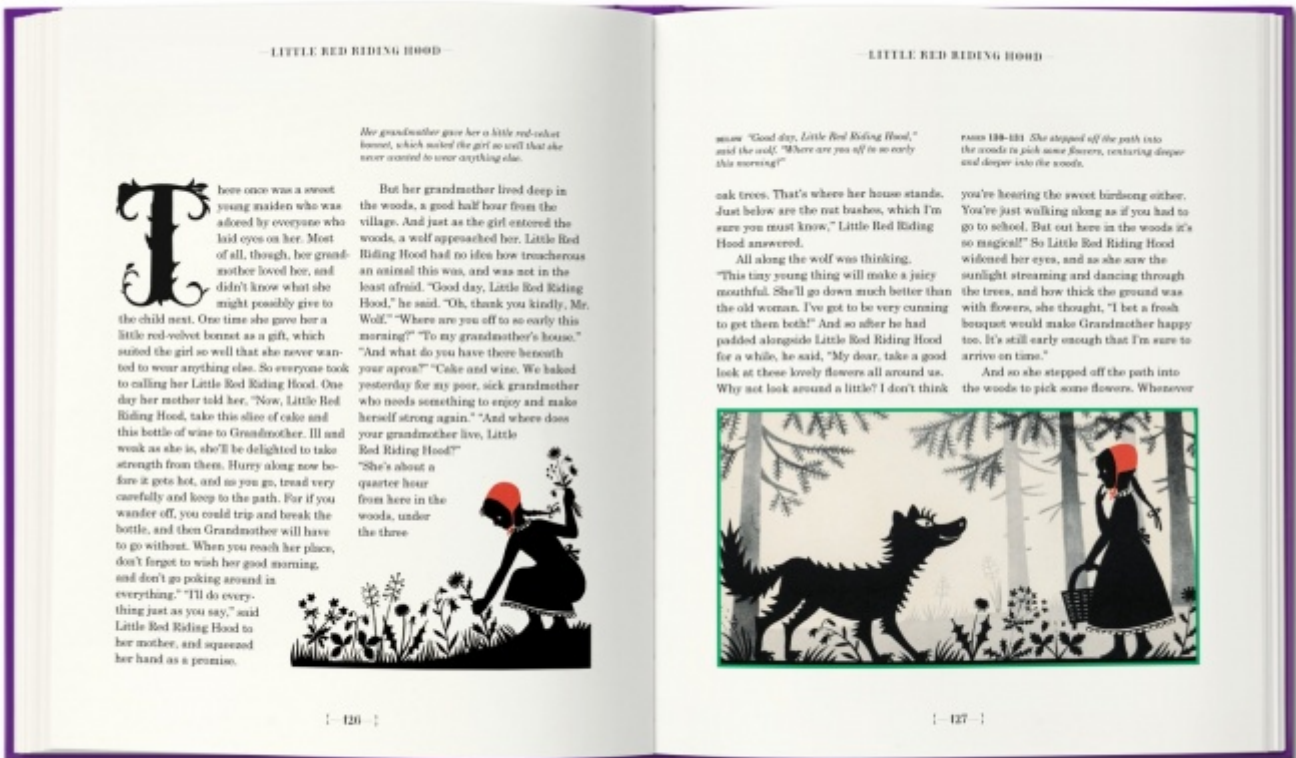 LITTLE RED RIDING HOOD
Her grandmother gave her a little red-velvet
bonnet, which suited the girl so well that she
never wanted to wear anything else.
There once was a sweet
young maiden who was
adored by everyone who
laid eyes on her. Most
of all, though, her grand-
mother loved her, and
didn't know what she
might possibly give to
the child next. One time she gave her a
little red-velvet bonnet as a gift, which
suited the girl so well that she never wan-
ted to wear anything else. So everyone took
to calling her Little Red Riding Hood. One
day her mother told her, "Now, Little Red
Riding Hood, take this slice of cake and
this bottle of wine to Grandmother. Ill and
weak as she is, she'll be delighted to take
strength from them. Hurry along now be-
fore it gets hot, and as you go, tread very
carefully and keep to the path. For if you
wander off, you could trip and break the
bottle, and then Grandmother will have
to go without. When you reach her place,
don't forget to wish her good morning,
and don't go poking around in
everything." "I'll do every-
thing just as you say," said
Little Red Riding Hood to
her mother, and squeezed
her hand as a promise.
But her grandmother lived deep in
the woods, a good half hour from the
village. And just as the girl entered the
woods, a wolf approached her. Little Red
Riding Hood had no idea how treacherous
an animal this was, and was not in the
least afraid. "Good day, Little Red Riding
Hood," he said. "Oh, thank you kindly, Mr.
Wolf." "Where are you off to so early this
morning?" "To my grandmother's house."
"And what do you have there beneath
your apron?" "Cake and wine. We baked
yesterday for my poor, sick grandmother
who needs something to enjoy and make
herself strong again." "And where does
your grandmother live, Little
Red Riding Hood?"
"She's about a
quarter hour
from here in the
woods, under
the three
126
LITTLE RED RIDING HOOD
BELOW "Good day, Little Red Riding Hood,"
said the wolf. "Where are you off to so early
this morning?"
oak trees. That's where her house stands.
Just below are the nut bushes, which I'm
sure you must know," Little Red Riding
Hood answered.
All along the wolf was thinking,
"This tiny young thing will make a juicy
mouthful. She'll go down much better than
the old woman. I've got to be very cunning
to get them both!" And so after he had
padded alongside Little Red Riding Hood
for a while, he said, "My dear, take a good
look at these lovely flowers all around us.
Why not look around a little? I don't think
PAGES 130–131 She stepped off the path into
the woods to pick some flowers, venturing deeper
and deeper into the woods.
you're hearing the sweet birdsong either.
You're just walking along as if you had to
go to school. But out here in the woods it's
so magical!" So Little Red Riding Hood
widened her eyes, and as she saw the
sunlight streaming and dancing through
the trees, and how thick the ground was
with flowers, she thought, "I bet a fresh
bouquet would make Grandmother happy
too. It's still early enough that I'm sure to
arrive on time."
And so she stepped off the path into
the woods to pick some flowers. Whenever
127